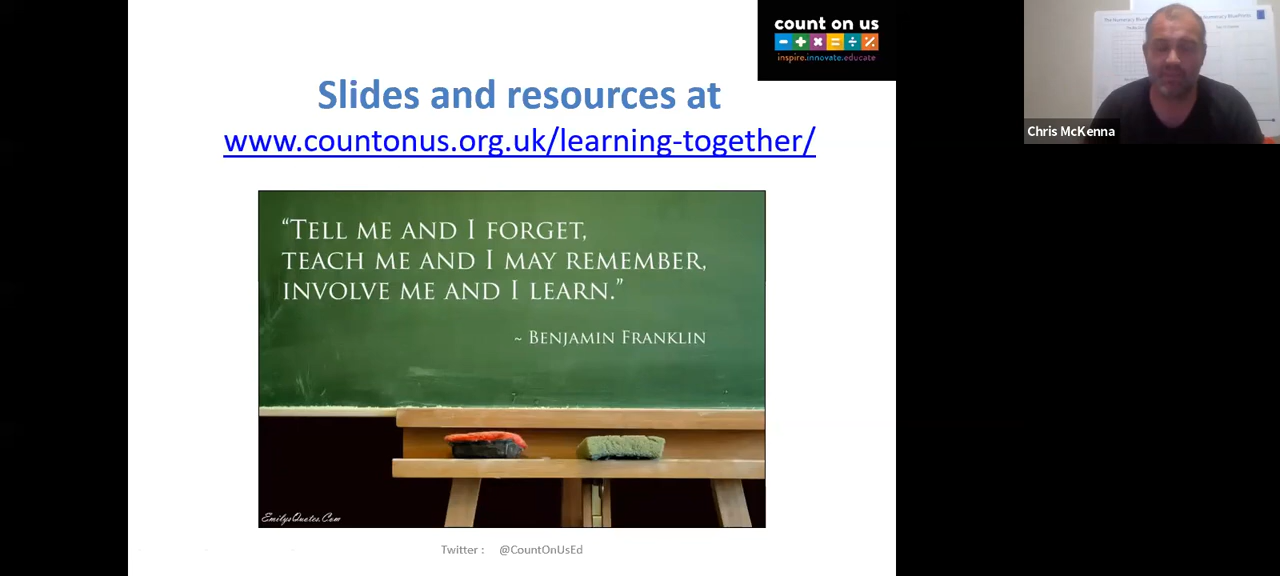 count on us
− + × = ÷ %
inspire.innovate.educate
Slides and resources at
www.countonus.org.uk/learning-together/
“TELL ME AND I FORGET,
TEACH ME AND I MAY REMEMBER,
INVOLVE ME AND I LEARN.”
~ BENJAMIN FRANKLIN
EmilysQuotes.Com
Twitter : @CountOnUsEd
Chris McKenna